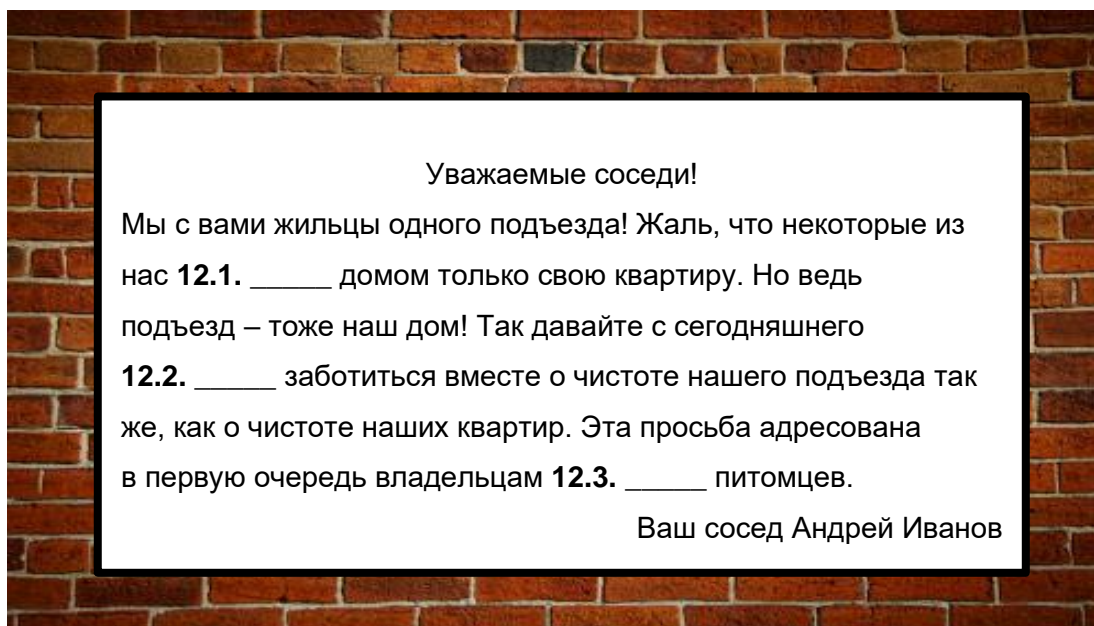 Уважаемые соседи!
Мы с вами жильцы одного подъезда! Жаль, что некоторые из
нас 12.1. _____ домом только свою квартиру. Но ведь
подъезд – тоже наш дом! Так давайте с сегодняшнего
12.2. _____ заботиться вместе о чистоте нашего подъезда так
же, как о чистоте наших квартир. Эта просьба адресована
в первую очередь владельцам 12.3. _____ питомцев.
Ваш сосед Андрей Иванов